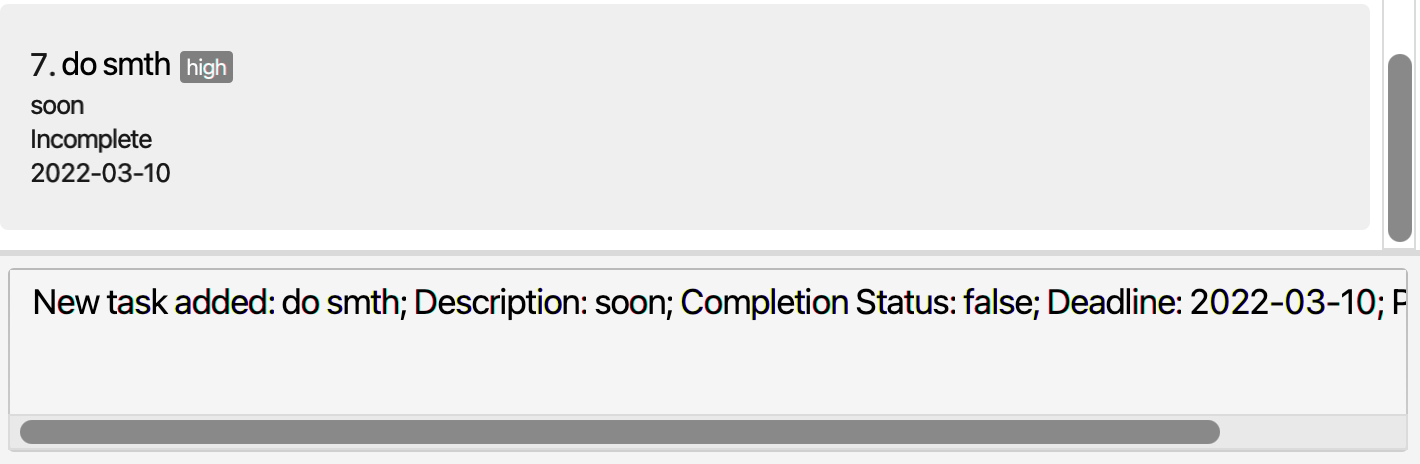 7. do smth high
soon
Incomplete
2022-03-10
New task added: do smth; Description: soon; Completion Status: false; Deadline: 2022-03-10; P